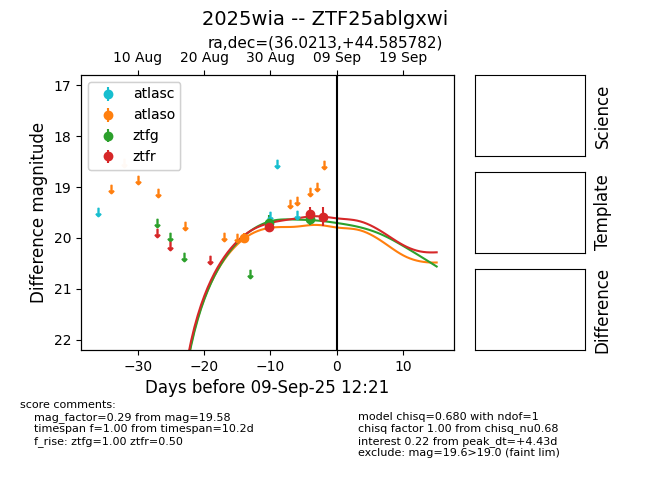 2025wia -- ZTF25ablgxwi
ra,dec=(36.0213,+44.585782)
10 Aug 20 Aug 30 Aug 09 Sep 19 Sep
atlasc
atlaso
ztfg
ztfr
17
18
19
20
21
22
Difference magnitude
−30 −20 −10 0 10
Days before 09-Sep-25 12:21
Science
Template
Difference
score comments:
mag_factor=0.29 from mag=19.58
timespan f=1.00 from timespan=10.2d
f_rise: ztfg=1.00 ztfr=0.50
model chisq=0.680 with ndof=1
chisq factor 1.00 from chisq_nu0.68
interest 0.22 from peak_dt=+4.43d
exclude: mag=19.6>19.0 (faint lim)